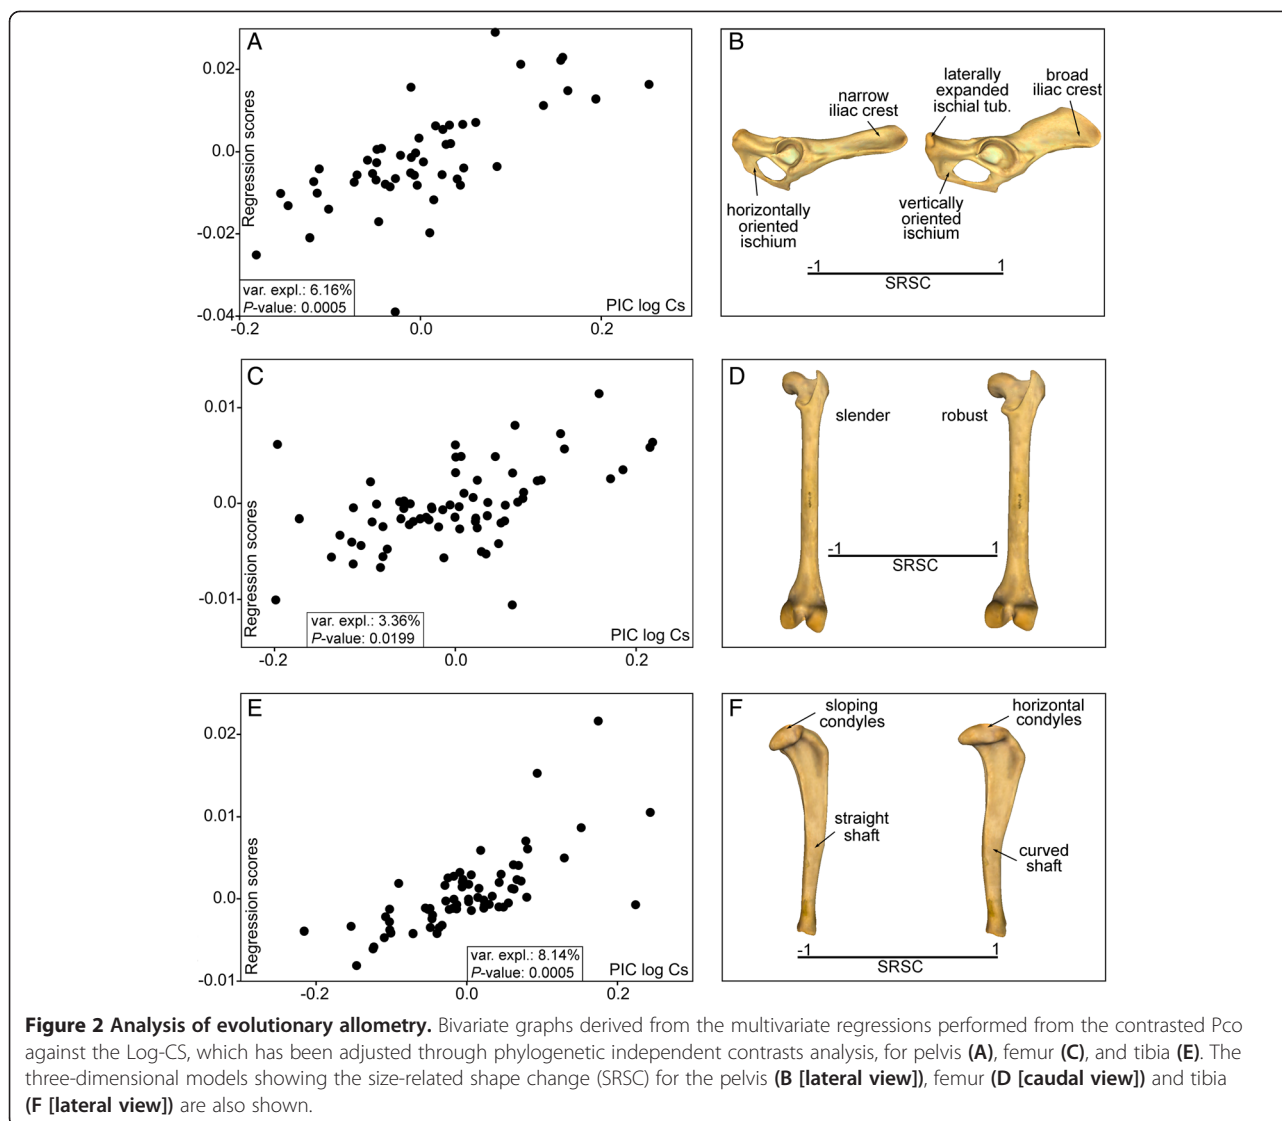 A
0.02
0.0
-0.02
-0.04
Regression scores
var. expl.: 6.16%
P-value: 0.0005
PIC log Cs
-0.2
0.0
0.2
B
narrow
iliac crest
laterally
expanded
ischial tub.
broad
iliac crest
horizontally
oriented
ischium
vertically
oriented
ischium
-1
1
SRSC
C
0.01
0.0
-0.01
Regression scores
var. expl.: 3.36%
P-value: 0.0199
PIC log Cs
-0.2
0.0
0.2
D
slender
robust
-1
1
SRSC
E
0.02
0.01
0.0
-0.01
Regression scores
var. expl.: 8.14%
P-value: 0.0005
PIC log Cs
-0.2
0.0
0.2
F
sloping
condyles
horizontal
condyles
straight
shaft
curved
shaft
-1
1
SRSC
Figure 2 Analysis of evolutionary allometry. Bivariate graphs derived from the multivariate regressions performed from the contrasted Pco
against the Log-CS, which has been adjusted through phylogenetic independent contrasts analysis, for pelvis (A), femur (C), and tibia (E). The
three-dimensional models showing the size-related shape change (SRSC) for the pelvis (B [lateral view]), femur (D [caudal view]) and tibia
(F [lateral view]) are also shown.